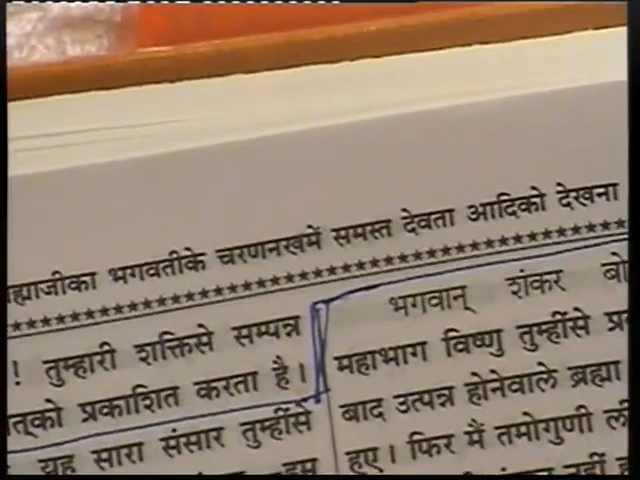 ह्माजीका भगवतीके चरणनखमें समस्त देवता आदिको देखना
! तुम्हारी शक्तिसे सम्पन्न
त्को प्रकाशित करता है।
यह सारा संसार तुम्हींसे
भगवान् शंकर बो
महाभाग विष्णु तुम्हींसे प्र
बाद उत्पन्न होनेवाले ब्रह्मा
हुए। फिर मैं तमोगुणी ली